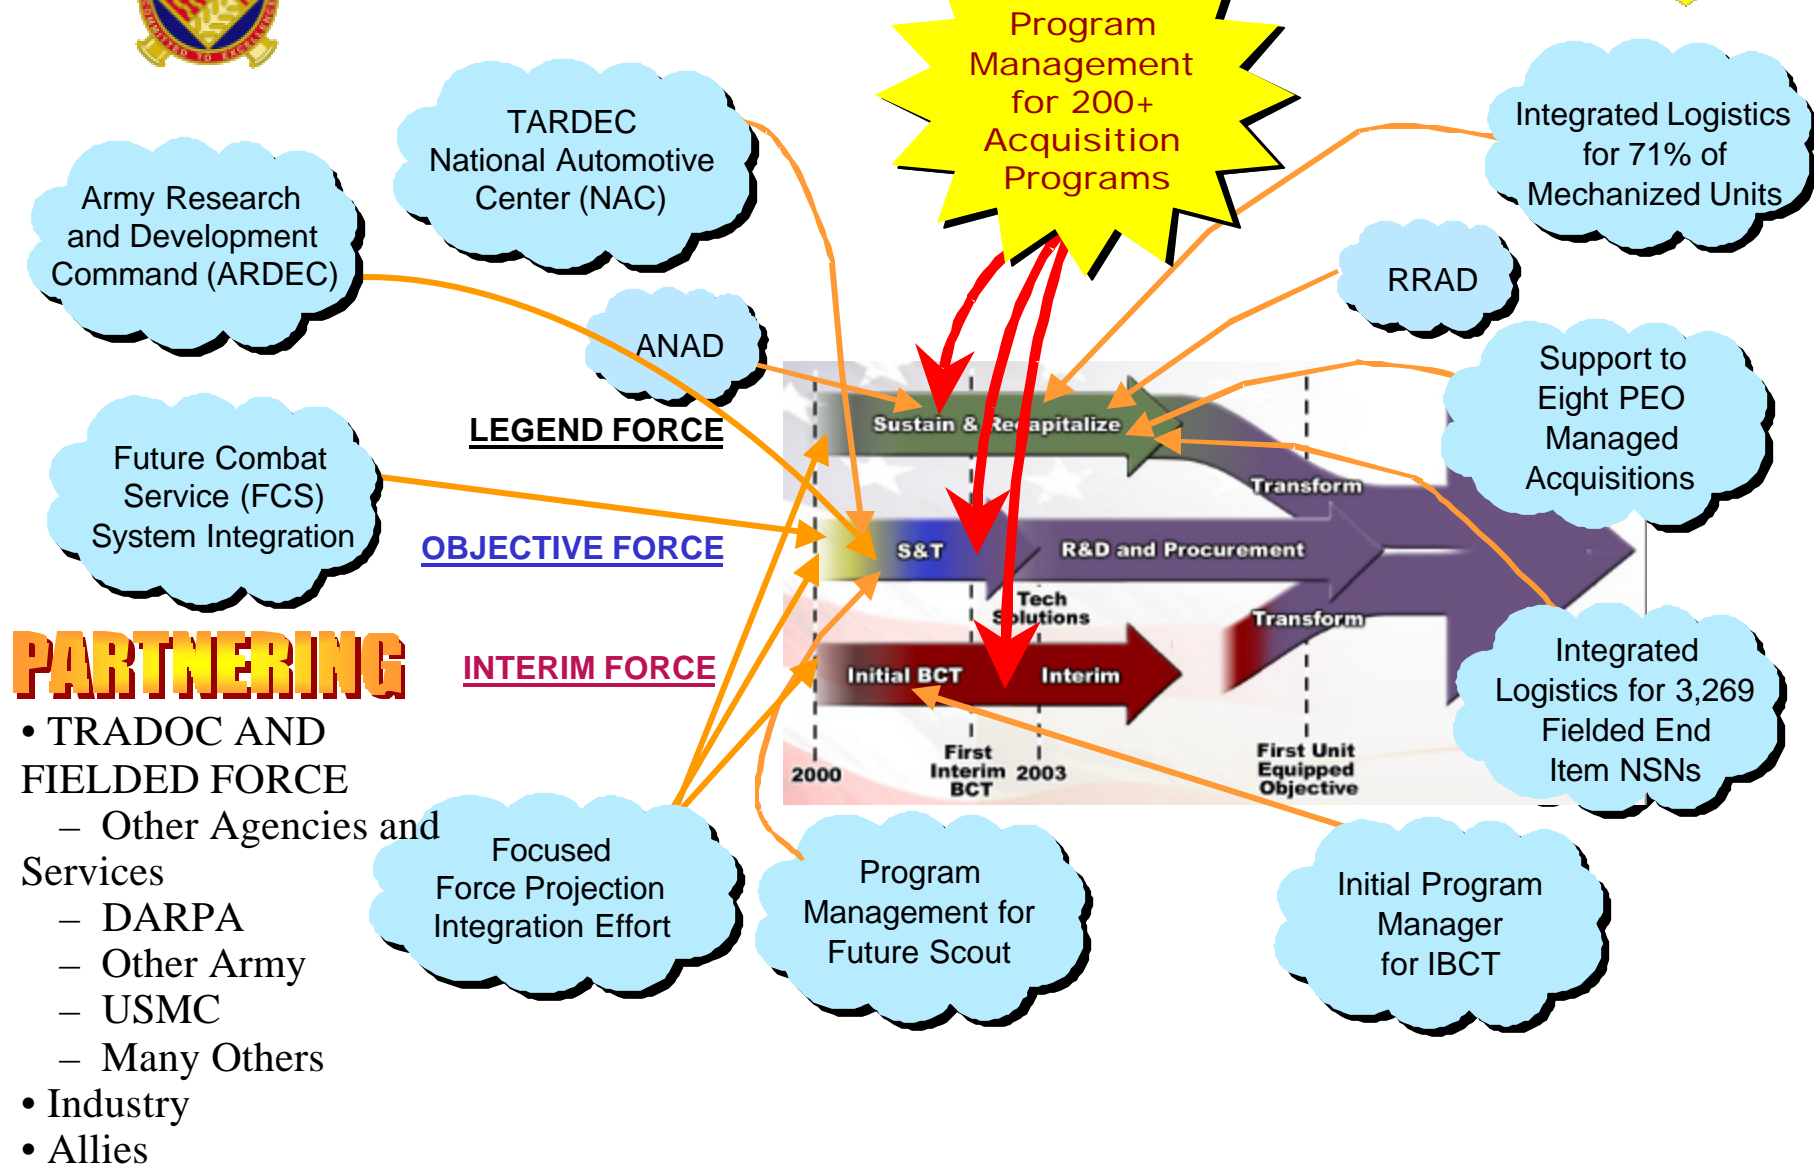 COMMITTED TO EXCELLENCE
Program
Management
for 200+
Acquisition
Programs
TARDEC
National Automotive
Center (NAC)
Integrated Logistics
for 71% of
Mechanized Units
Army Research
and Development
Command (ARDEC)
RRAD
ANAD
Support to
Eight PEO
Managed
Acquisitions
LEGEND FORCE
Sustain & Recapitalize
Future Combat
Service (FCS)
System Integration
Transform
OBJECTIVE FORCE
S&T
R&D and Procurement
Tech
Solutions
Transform
PARTNERING
INTERIM FORCE
Initial BCT
Interim
Integrated
Logistics for 3,269
Fielded End
Item NSNs
2000
First
Interim
BCT
2003
First Unit
Equipped
Objective
• TRADOC AND
FIELDED FORCE
– Other Agencies and
Services
– DARPA
– Other Army
– USMC
– Many Others
• Industry
• Allies
Focused
Force Projection
Integration Effort
Program
Management for
Future Scout
Initial Program
Manager
for IBCT